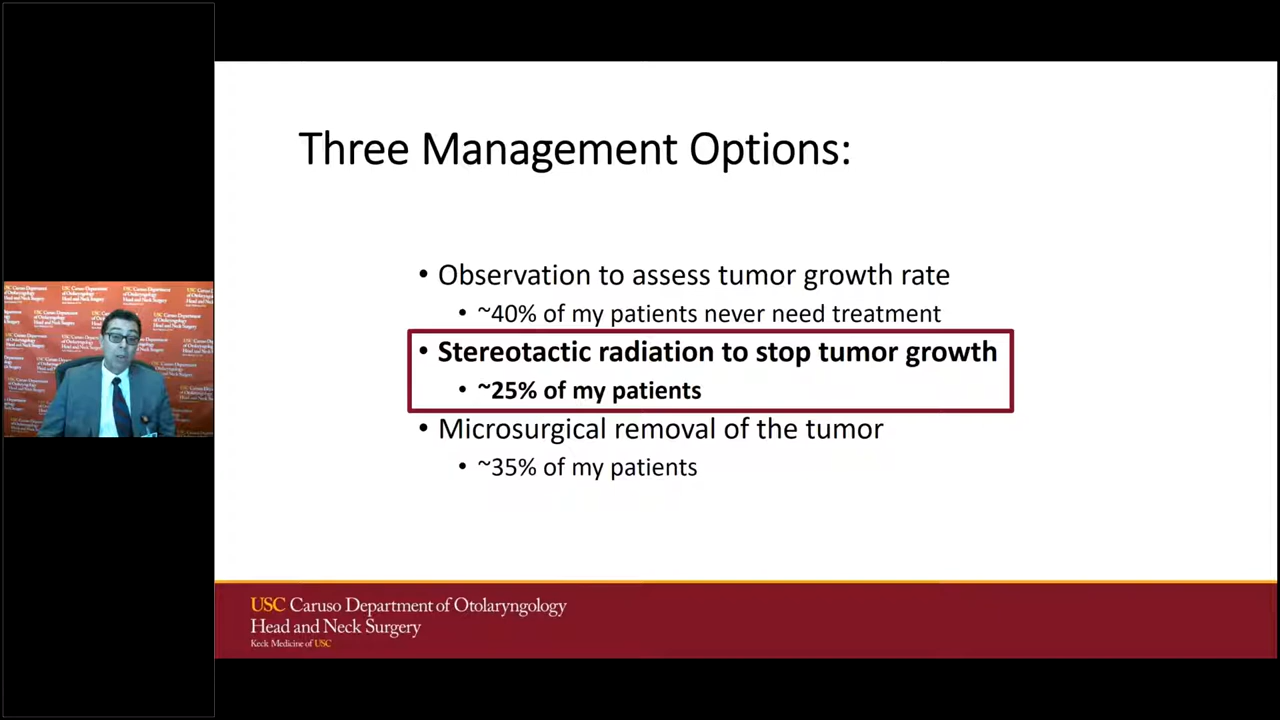 Three Management Options:
• Observation to assess tumor growth rate
• ~40% of my patients never need treatment
• Stereotactic radiation to stop tumor growth
• ~25% of my patients
• Microsurgical removal of the tumor
• ~35% of my patients
USC Caruso Department of Otolaryngology
Head and Neck Surgery
Keck Medicine of USC